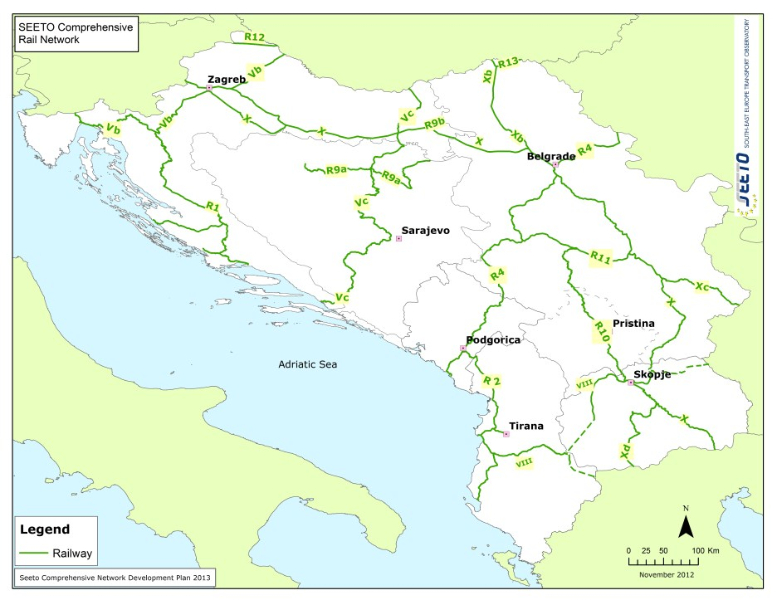 SEETO Comprehensive
Rail Network
R12
Vb
Zagreb
Xb
R13
Vc
R9b
Vb
Vb
X
X
X
Xb
SEETO
SOUTH-EAST EUROPE TRANSPORT OBSERVATORY
Belgrade
R4
R9a
R9a
Vc
R1
Sarajevo
R11
R4
Xc
Vc
X
Pristina
R10
Podgorica
Adriatic Sea
Skopje
R 2
VIII
X
Tirana
Xd
VIII
N
Legend
Railway
0 25 50 100 Km
November 2012
Seeto Comprehensive Network Development Plan 2013